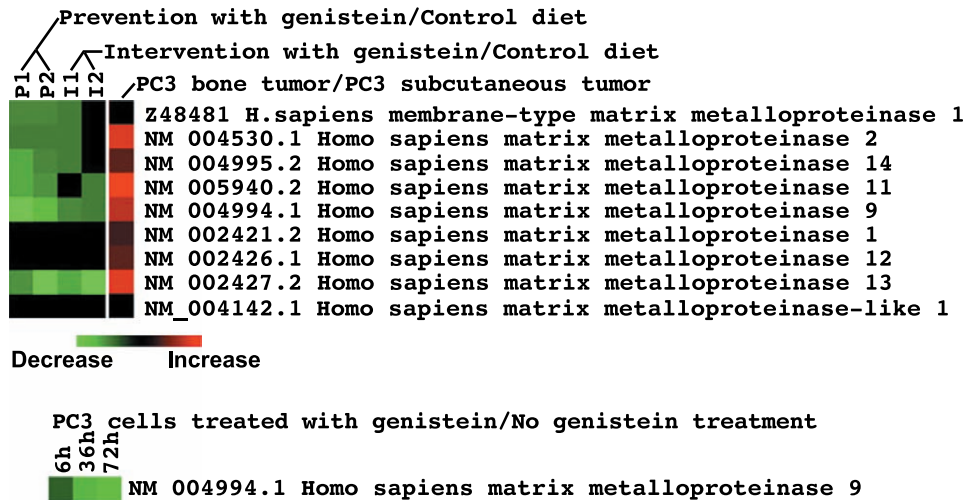 Prevention with genistein/Control diet
Intervention with genistein/Control diet
P1 P2 I1 I2
PC3 bone tumor/PC3 subcutaneous tumor
Z48481 H.sapiens membrane-type matrix metalloproteinase 1
NM 004530.1 Homo sapiens matrix metalloproteinase 2
NM 004995.2 Homo sapiens matrix metalloproteinase 14
NM 005940.2 Homo sapiens matrix metalloproteinase 11
NM 004994.1 Homo sapiens matrix metalloproteinase 9
NM 002421.2 Homo sapiens matrix metalloproteinase 1
NM 002426.1 Homo sapiens matrix metalloproteinase 12
NM 002427.2 Homo sapiens matrix metalloproteinase 13
NM_004142.1 Homo sapiens matrix metalloproteinase-like 1
Decrease Increase
PC3 cells treated with genistein/No genistein treatment
6h 36h 72h
NM 004994.1 Homo sapiens matrix metalloproteinase 9